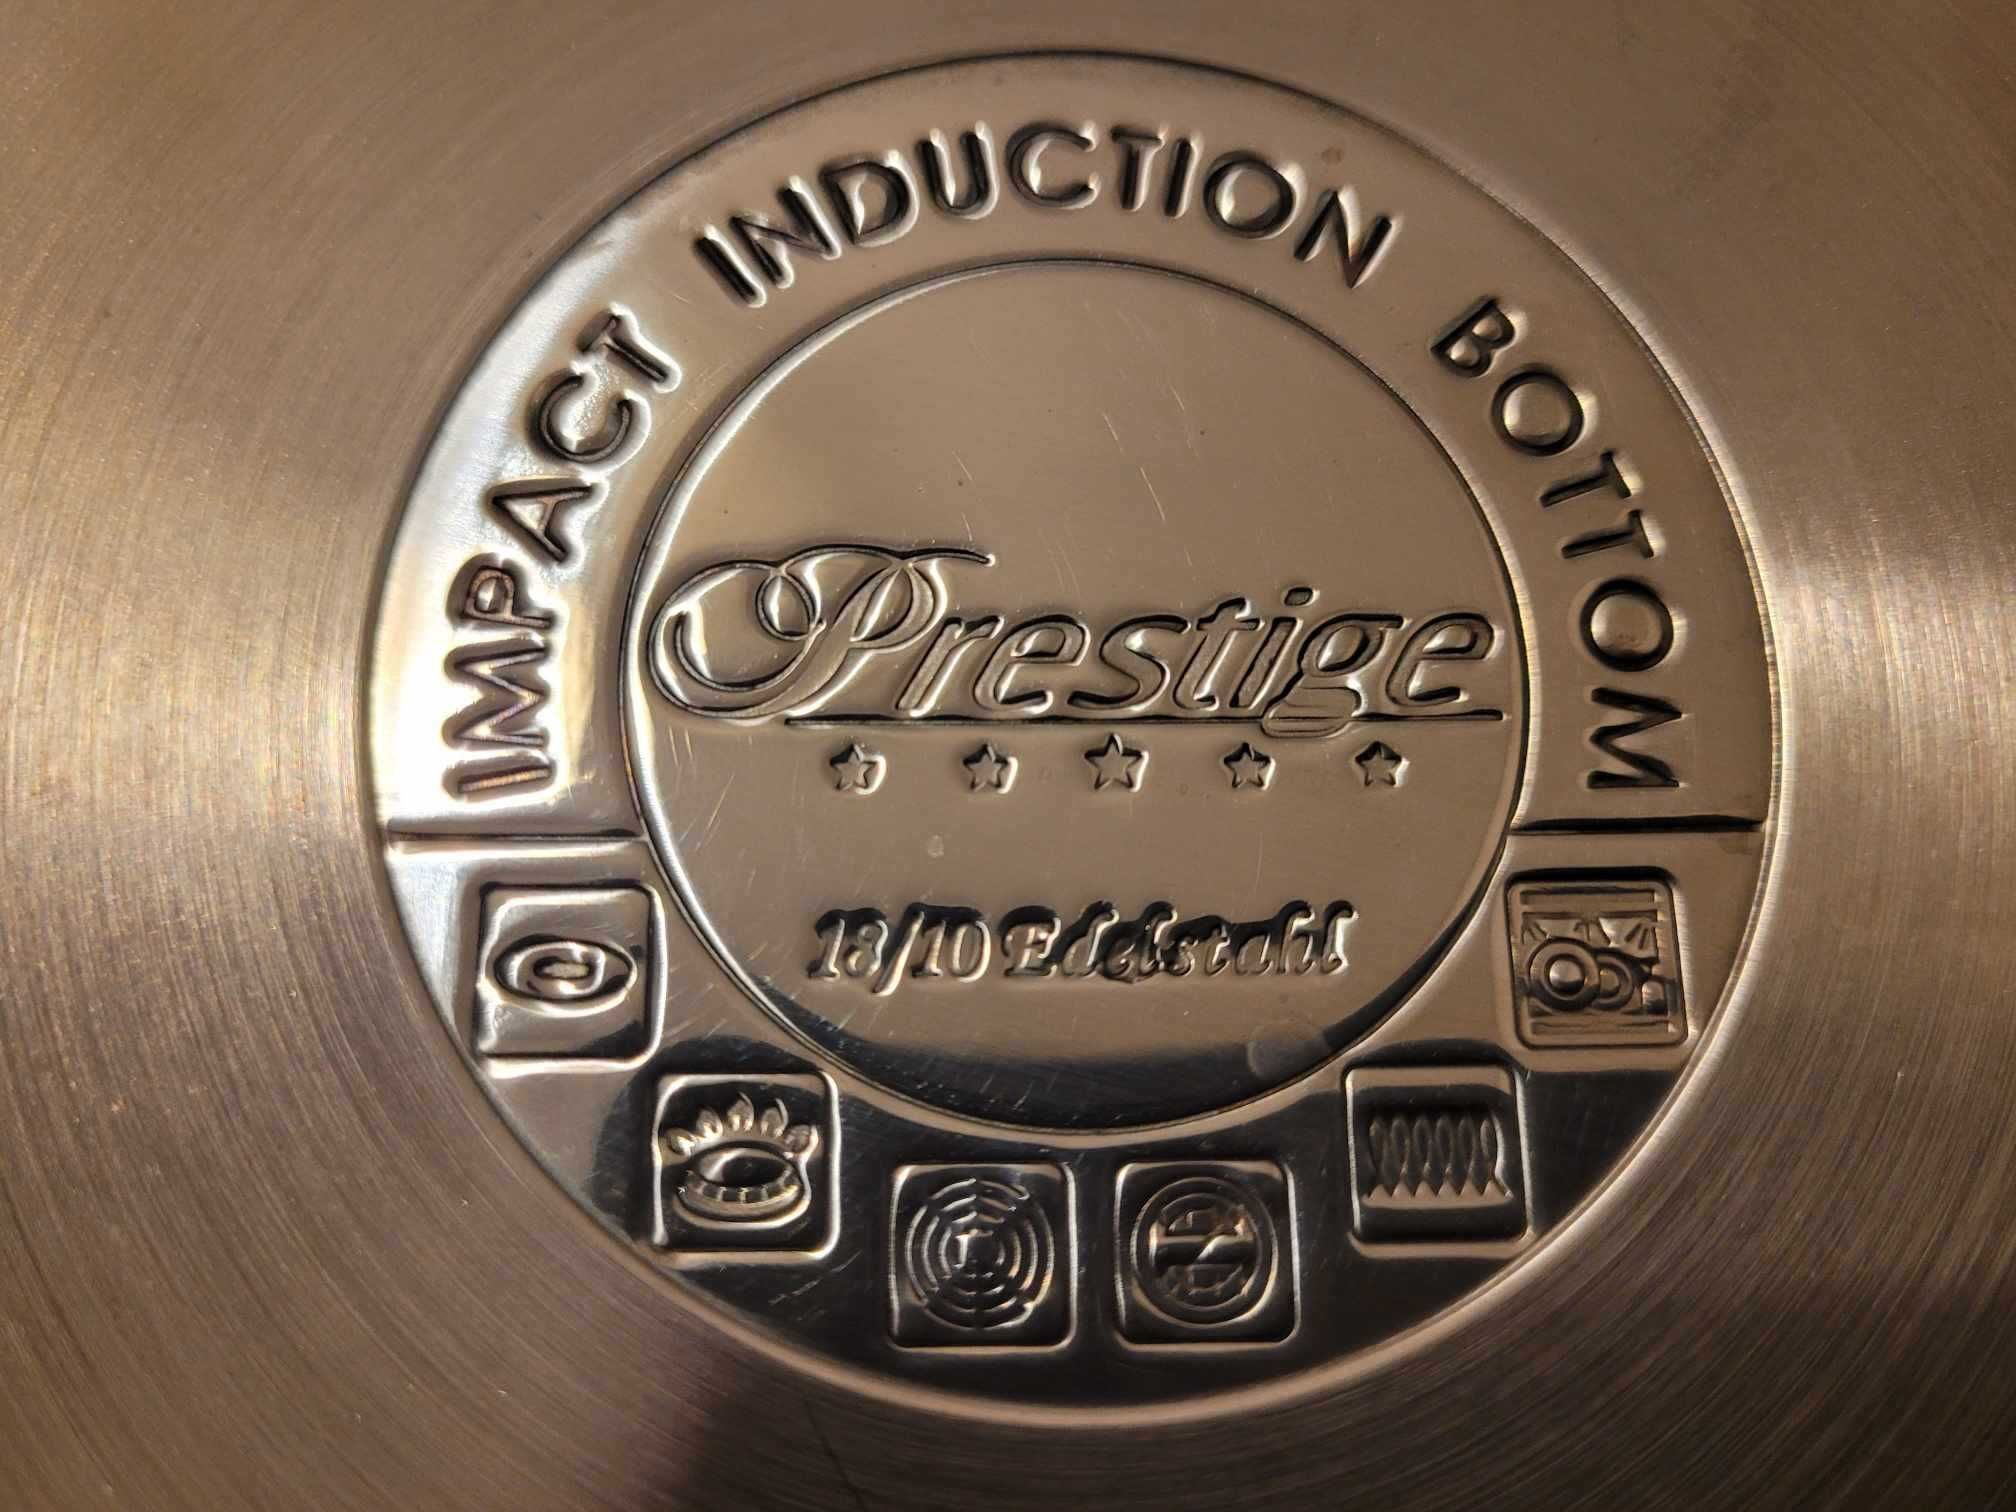 IMPACT INDUCTION BOTTOM
Prestige
18/10 Edelstahl